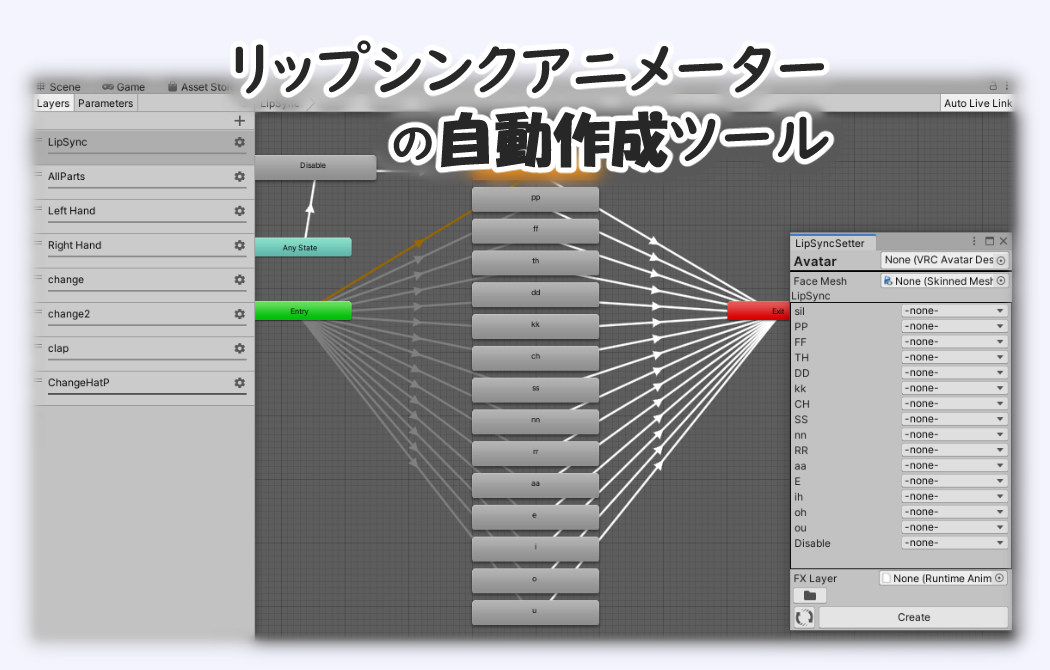 リップシンクアニメーター
の自動作成ツール
Scene Game Asset Stor
Layers Parameters
LipSync
Auto Live Link
LipSync
AllParts
Left Hand
Right Hand
change
change2
clap
ChangeHatP
Disable
Any State
Entry
pp
ff
th
dd
kk
ch
ss
nn
rr
aa
e
i
o
u
Exit
LipSyncSetter
Avatar None (VRC Avatar Des
Face Mesh None (Skinned Mesh
LipSync
sil -none-
PP -none-
FF -none-
TH -none-
DD -none-
kk -none-
CH -none-
SS -none-
nn -none-
RR -none-
aa -none-
E -none-
ih -none-
oh -none-
ou -none-
Disable -none-
FX Layer None (Runtime Anim
Create